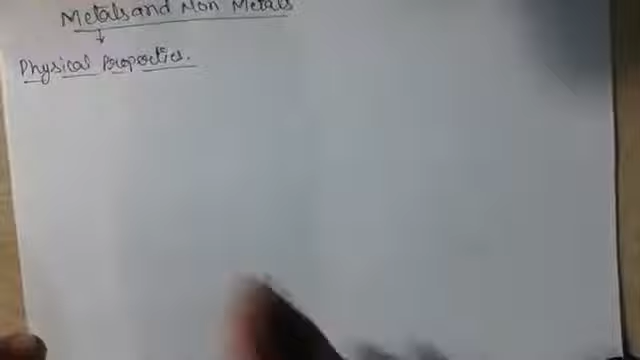 Metals and Non Metals
↓
Physical Properties.